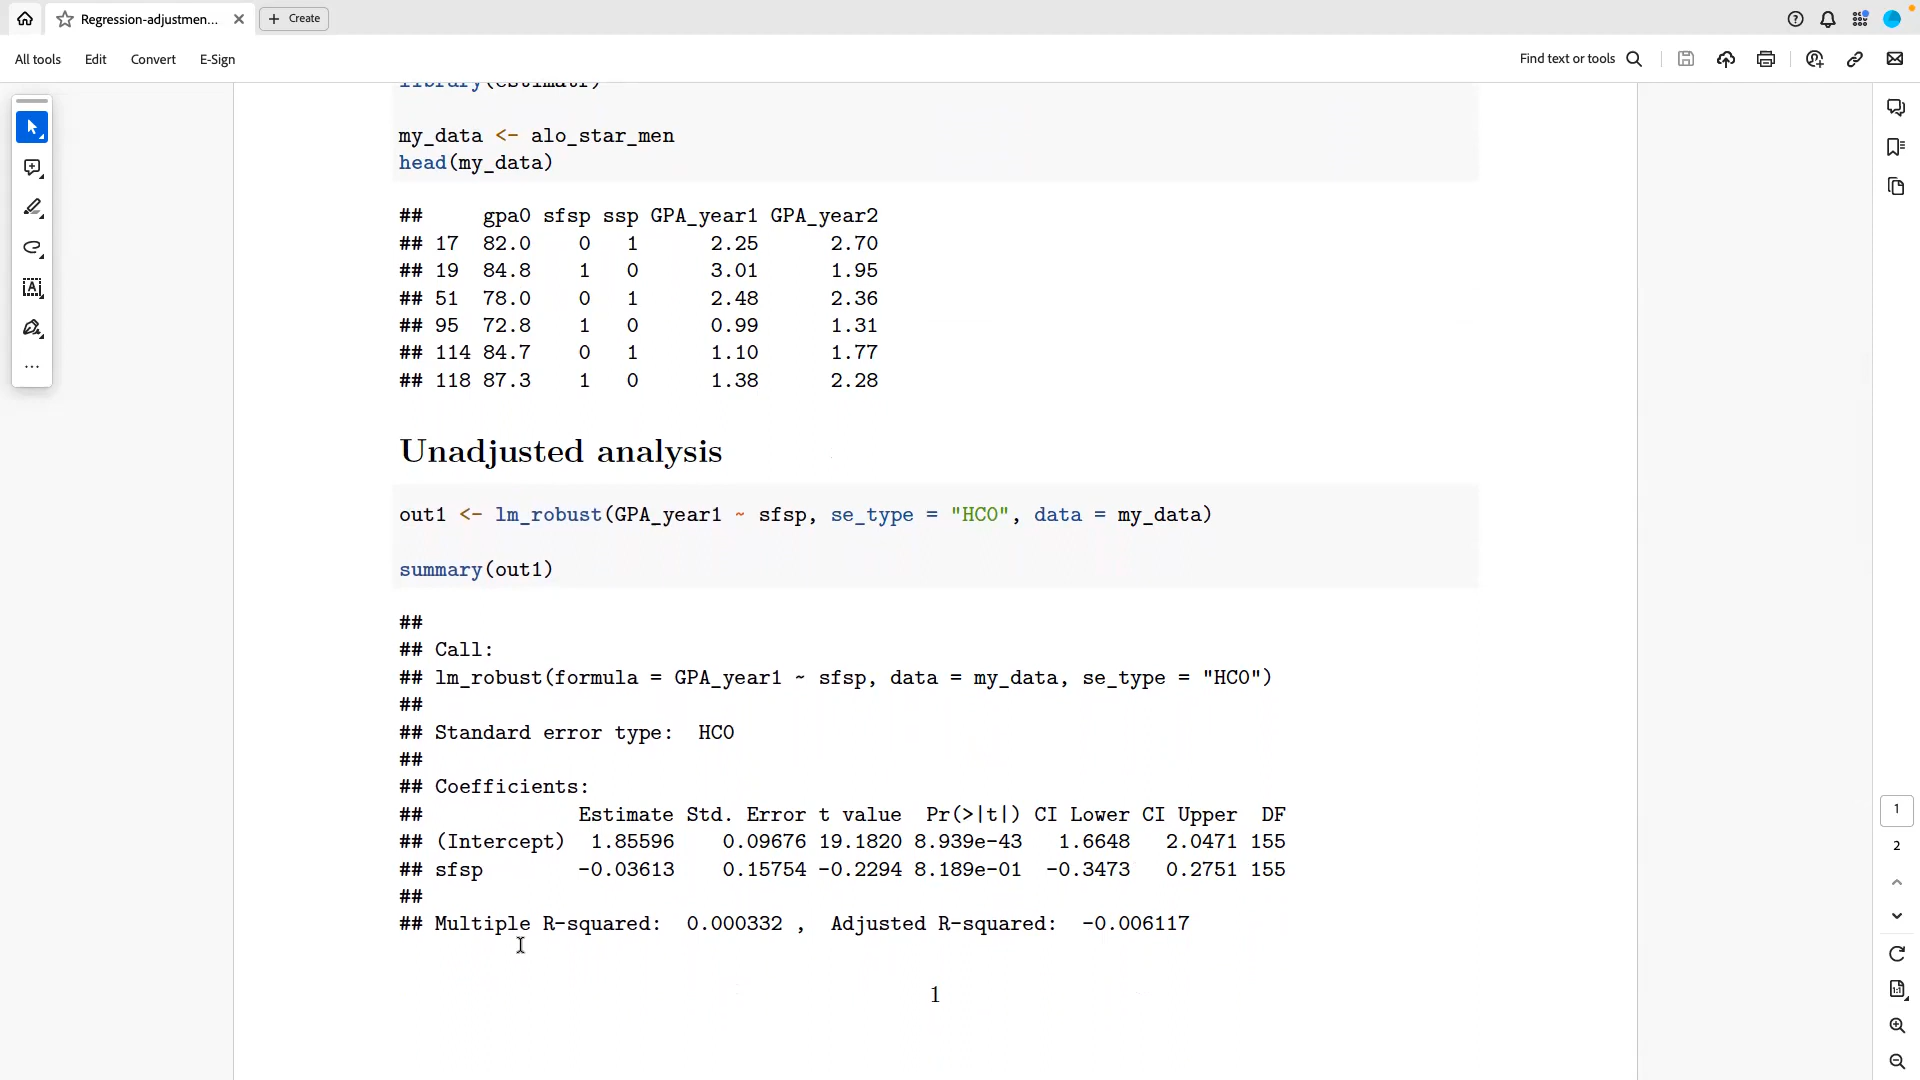 Regression-adjustmen...
Create
All tools
Edit
Convert
E-Sign
Find text or tools
library(estimatr)
my_data <- alo_star_men
head(my_data)
##     gpa0 sfsp ssp GPA_year1 GPA_year2
## 17  82.0    0   1      2.25      2.70
## 19  84.8    1   0      3.01      1.95
## 51  78.0    0   1      2.48      2.36
## 95  72.8    1   0      0.99      1.31
## 114 84.7    0   1      1.10      1.77
## 118 87.3    1   0      1.38      2.28
Unadjusted analysis
out1 <- lm_robust(GPA_year1 ~ sfsp, se_type = "HC0", data = my_data)
summary(out1)
##
## Call:
## lm_robust(formula = GPA_year1 ~ sfsp, data = my_data, se_type = "HC0")
##
## Standard error type:  HC0
##
## Coefficients:
##             Estimate Std. Error t value  Pr(>|t|) CI Lower CI Upper  DF
## (Intercept)  1.85596    0.09676 19.1820 8.939e-43   1.6648   2.0471 155
## sfsp        -0.03613    0.15754 -0.2294 8.189e-01  -0.3473   0.2751 155
##
## Multiple R-squared:  0.000332 ,  Adjusted R-squared:  -0.006117
1
1
2